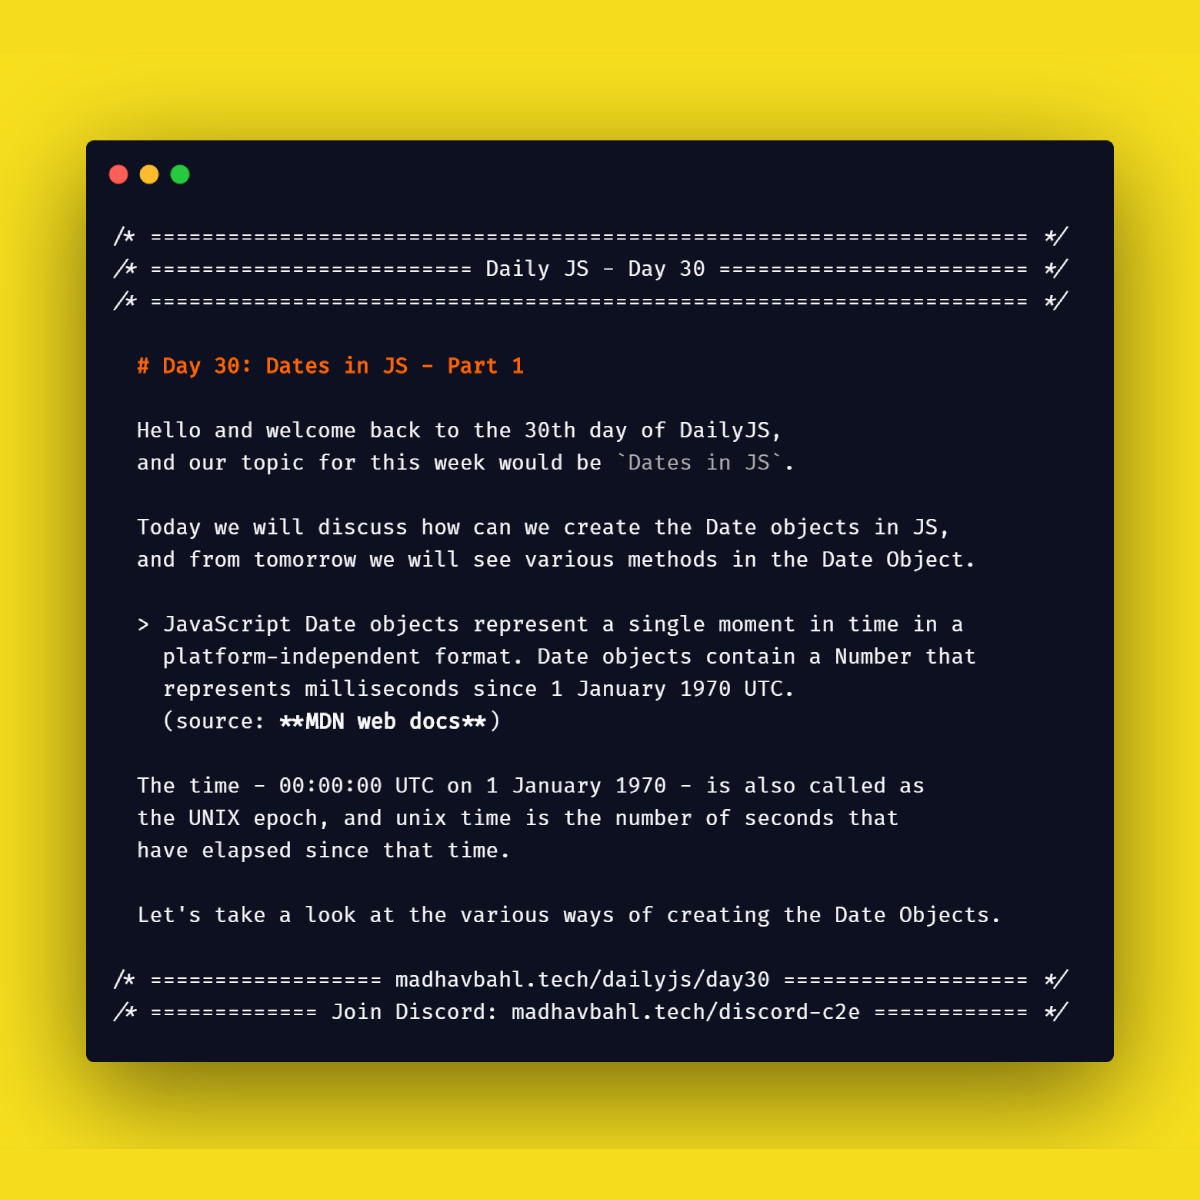 /* ==================================================================== */
/* ========================= Daily JS - Day 30 ======================== */
/* ==================================================================== */
# Day 30: Dates in JS - Part 1
Hello and welcome back to the 30th day of DailyJS,
and our topic for this week would be `Dates in JS`.
Today we will discuss how can we create the Date objects in JS,
and from tomorrow we will see various methods in the Date Object.
> JavaScript Date objects represent a single moment in time in a
platform-independent format. Date objects contain a Number that
represents milliseconds since 1 January 1970 UTC.
(source: **MDN web docs**)
The time - 00:00:00 UTC on 1 January 1970 - is also called as
the UNIX epoch, and unix time is the number of seconds that
have elapsed since that time.
Let's take a look at the various ways of creating the Date Objects.
/* ================== madhavbahl.tech/dailyjs/day30 =================== */
/* ============= Join Discord: madhavbahl.tech/discord-c2e ============ */